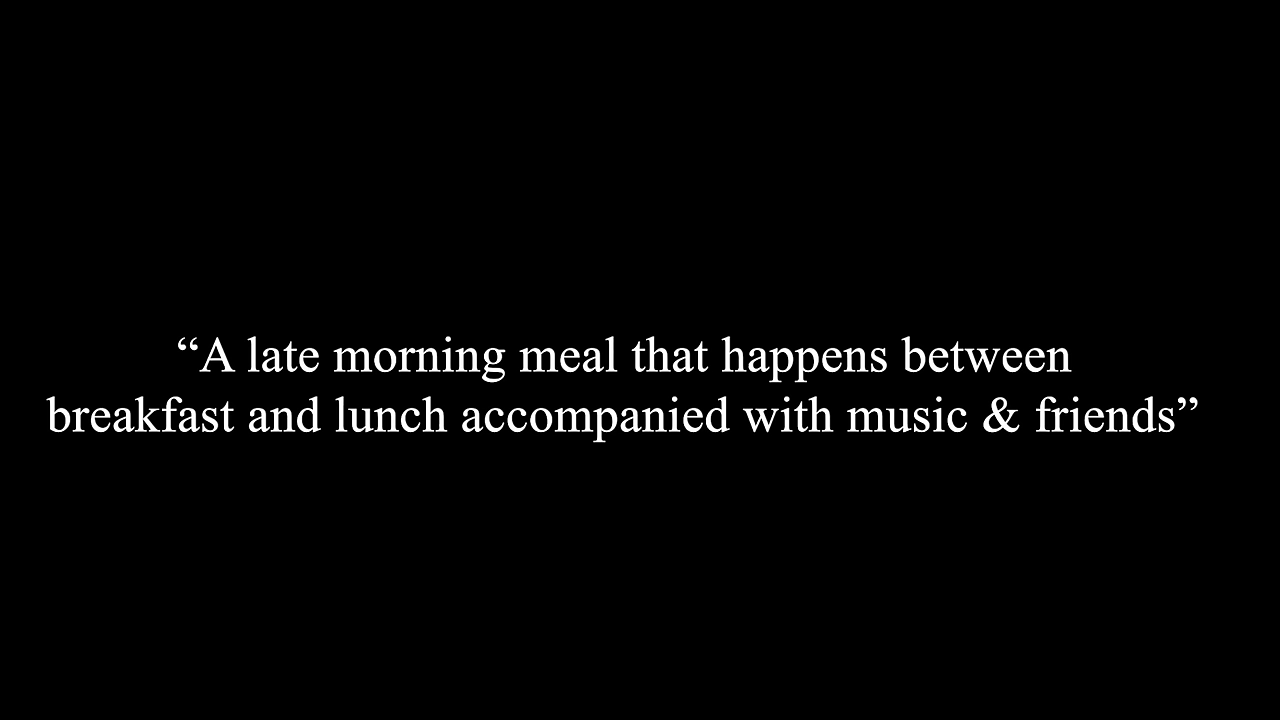 “A late morning meal that happens between
breakfast and lunch accompanied with music & friends”